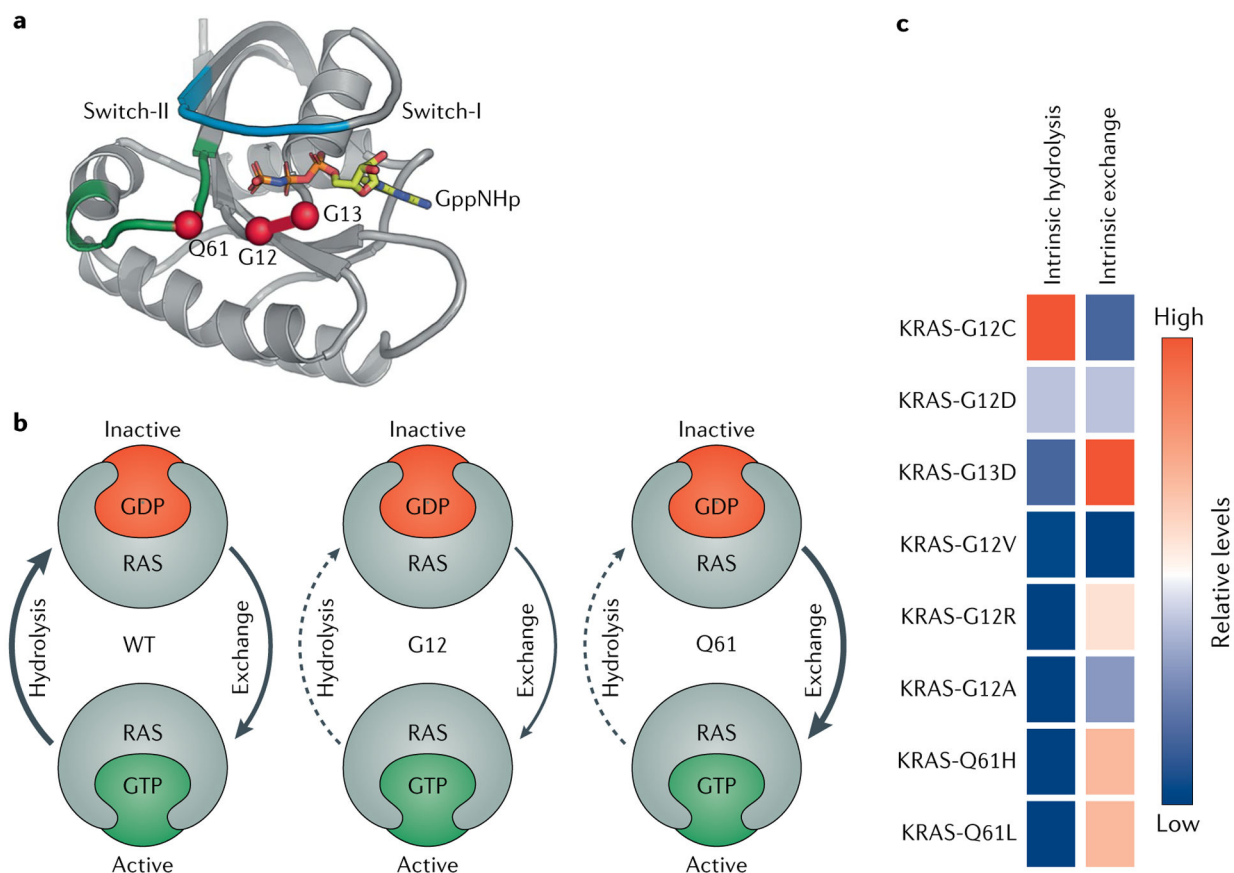 a
Switch-II
Switch-I
GppNHp
G13
Q61
G12
b
Inactive
GDP
RAS
Hydrolysis
WT
Exchange
RAS
GTP
Active
Inactive
GDP
RAS
Hydrolysis
G12
Exchange
RAS
GTP
Active
Inactive
GDP
RAS
Hydrolysis
Q61
Exchange
RAS
GTP
Active
c
Intrinsic hydrolysis
Intrinsic exchange
KRAS-G12C
KRAS-G12D
KRAS-G13D
KRAS-G12V
KRAS-G12R
KRAS-G12A
KRAS-Q61H
KRAS-Q61L
High
Relative levels
Low